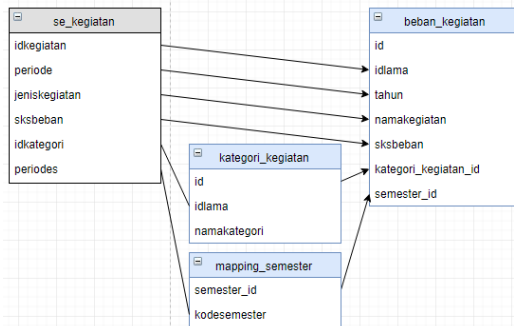 se_kegiatan
idkegiatan
periode
jeniskegiatan
sksbeban
idkategori
periodes
kategori_kegiatan
id
idlama
namakategori
mapping_semester
semester_id
kodesemester
beban_kegiatan
id
idlama
tahun
namakegiatan
sksbeban
kategori_kegiatan_id
semester_id